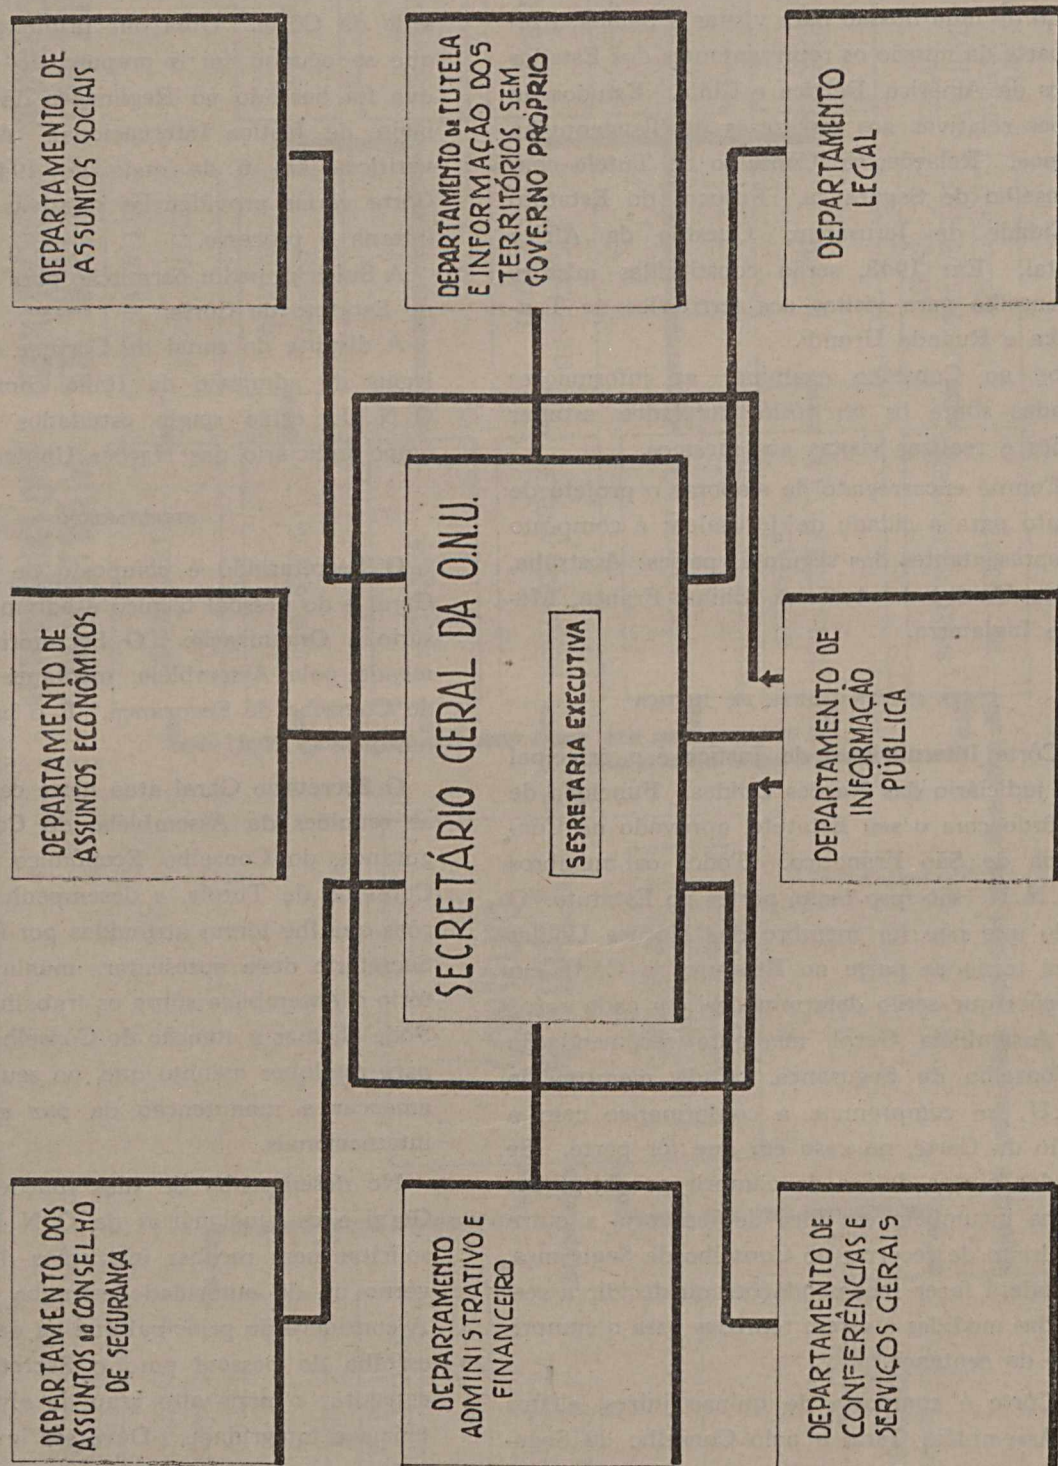 DEPARTAMENTO DOS
ASSUNTOS do CONSELHO
DE SEGURANÇA
DEPARTAMENTO DE
ASSUNTOS ECONÔMICOS
DEPARTAMENTO DE
ASSUNTOS SOCIAIS
DEPARTAMENTO
ADMINISTRATIVO E
FINANCEIRO
SECRETÁRIO GERAL DA O.N.U.
SESRETARIA EXECUTIVA
DEPARTAMENTO de TUTELA
E INFORMAÇÃO DOS
TERRITÓRIOS SEM
GOVERNO PRÓPRIO
DEPARTAMENTO DE
CONFERÊNCIAS E
SERVIÇOS GERAIS
DEPARTAMENTO DE
INFORMAÇÃO
PÚBLICA
DEPARTAMENTO
LEGAL